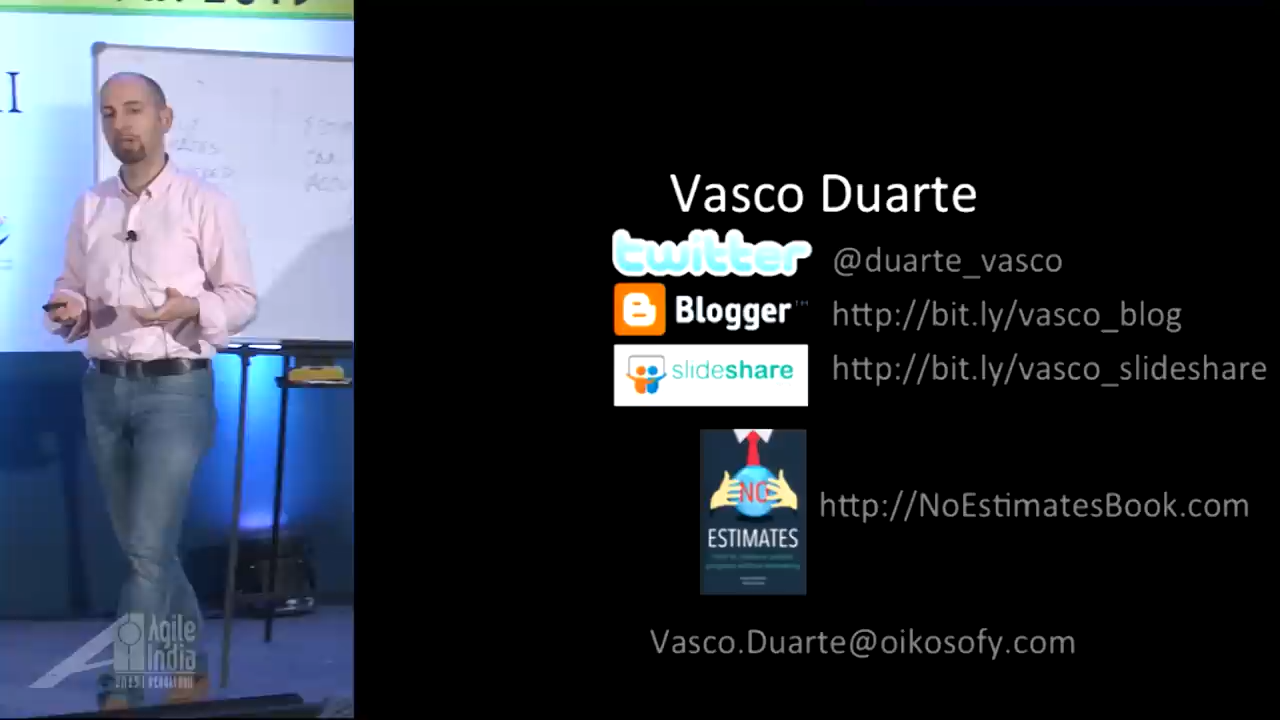 Vasco Duarte
twitter @duarte_vasco
Blogger™ http://bit.ly/vasco_blog
slideshare http://bit.ly/vasco_slideshare
NO
ESTIMATES
http://NoEstimatesBook.com
Vasco.Duarte@oikosofy.com
Agile
India